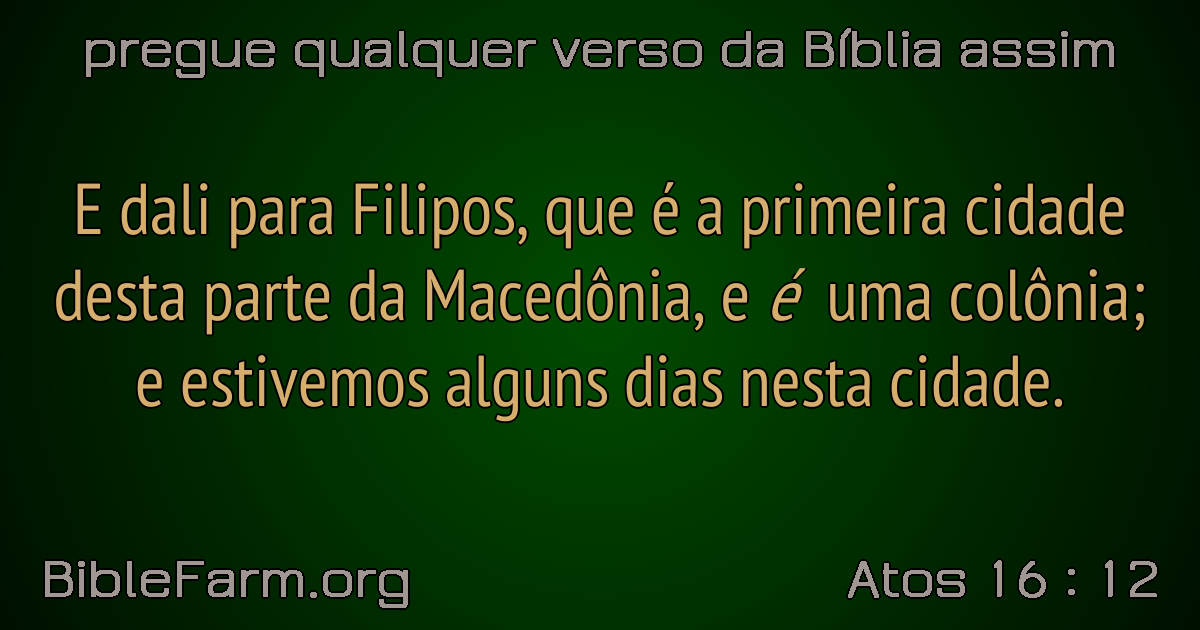 pregue qualquer verso da Bíblia assim
E dali para Filipos, que é a primeira cidade
desta parte da Macedônia, e é uma colônia;
e estivemos alguns dias nesta cidade.
BibleFarm.org
Atos 16 : 12